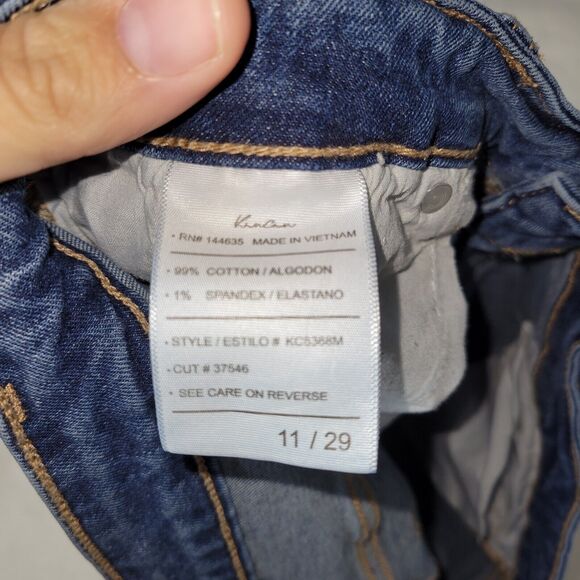 KanCan
• RN# 144635 MADE IN VIETNAM
• 99% COTTON / ALGODON
• 1% SPANDEX / ELASTANO
• STYLE / ESTILO # KC5368M
• CUT # 37546
• SEE CARE ON REVERSE
11 / 29